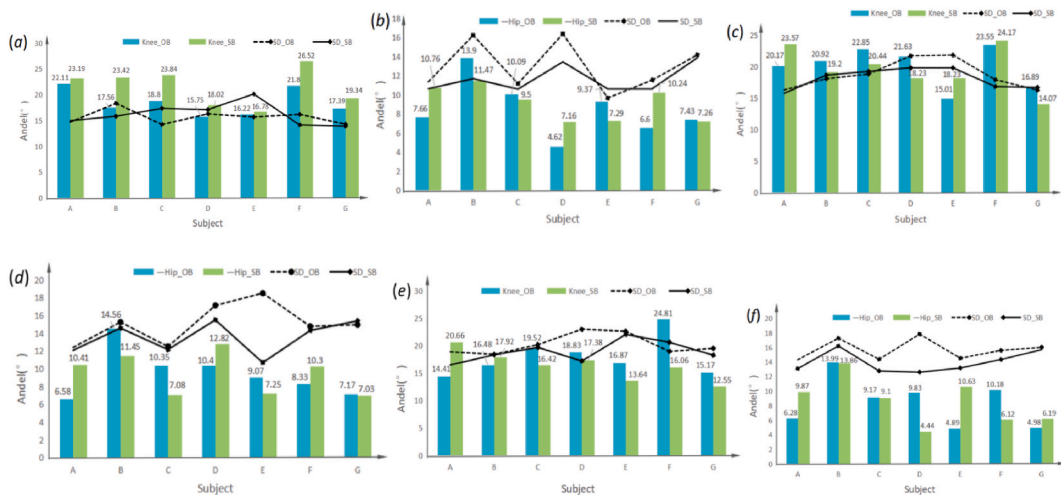 (a)
Knee_OB Knee_SB SD_OB SD_SB
Andel(°)
30
25
20
15
10
5
0
22.11 23.19 17.56 23.42 18.8 23.84 15.75 18.02 16.22 16.78 21.8 26.52 17.39 19.34
A B C D E F G
Subject
(b)
Hip_OB Hip_SB SD_OB SD_SB
Andel(°)
18
16
14
12
10
8
6
4
2
0
7.66 10.76 13.9 11.47 10.09 9.5 4.62 7.16 9.37 7.29 6.6 10.24 7.43 7.26
A B C D E F G
Subject
(c)
Knee_OB Knee_SB SD_OB SD_SB
Andel(°)
25
20
15
10
5
0
20.17 23.57 20.92 19.2 22.85 20.44 21.63 18.23 15.01 18.23 23.55 24.17 16.89 14.07
A B C D E F G
Subject
(d)
Hip_OB Hip_SB SD_OB SD_SB
Andel(°)
20
18
16
14
12
10
8
6
4
2
0
6.58 10.41 14.56 11.45 10.35 7.08 10.4 12.82 9.07 7.25 8.33 10.3 7.17 7.03
A B C D E F G
Subject
(e)
Knee_OB Knee_SB SD_OB SD_SB
Andel(°)
25
20
15
10
5
0
14.41 20.66 16.48 17.92 19.52 16.42 18.83 17.38 16.87 13.64 24.81 16.06 15.17 12.55
A B C D E F G
Subject
(f)
Hip_OB Hip_SB SD_OB SD_SB
Andel(°)
18
16
14
12
10
8
6
4
2
0
6.28 9.87 13.99 13.86 9.17 9.1 9.83 4.44 4.89 10.63 10.18 6.12 4.98 6.19
A B C D E F G
Subject